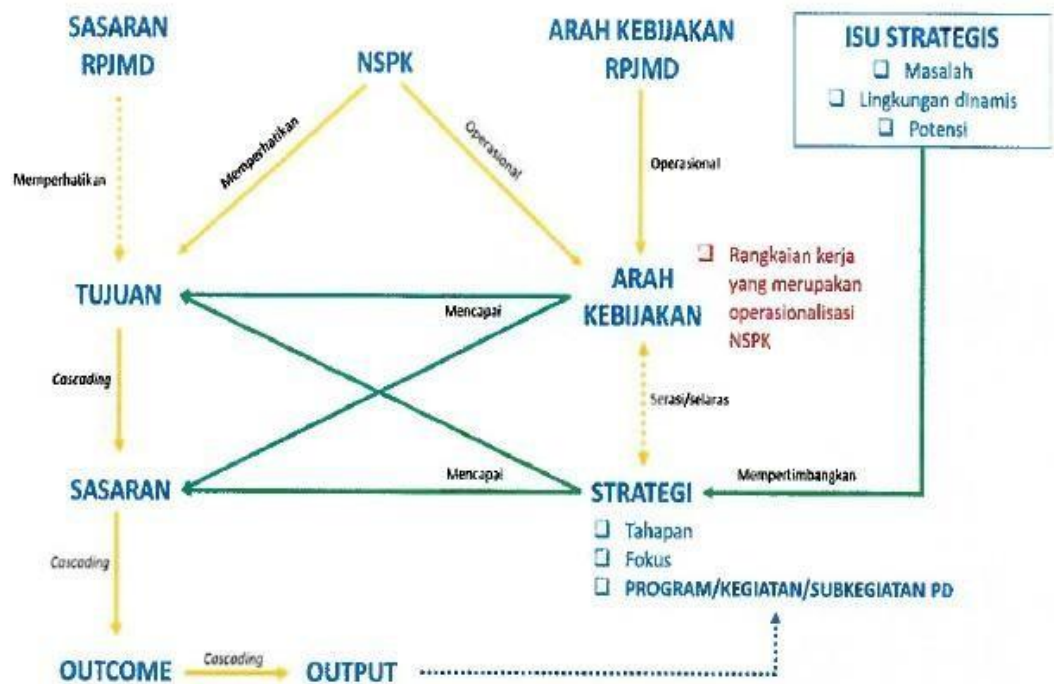 SASARAN
RPJMD
NSPK
ARAH KEBIJAKAN
RPJMD
ISU STRATEGIS
❑ Masalah
❑ Lingkungan dinamis
❑ Potensi
Memperhatikan
Memperhatikan
Operasional
Operasional
TUJUAN
ARAH
KEBIJAKAN
❑ Rangkaian kerja
yang merupakan
operasionalisasi
NSPK
Mencapai
Cascading
Serasi/selaras
SASARAN
Mencapai
STRATEGI
Mempertimbangkan
❑ Tahapan
❑ Fokus
❑ PROGRAM/KEGIATAN/SUBKEGIATAN PD
Cascading
OUTCOME
Cascading
OUTPUT